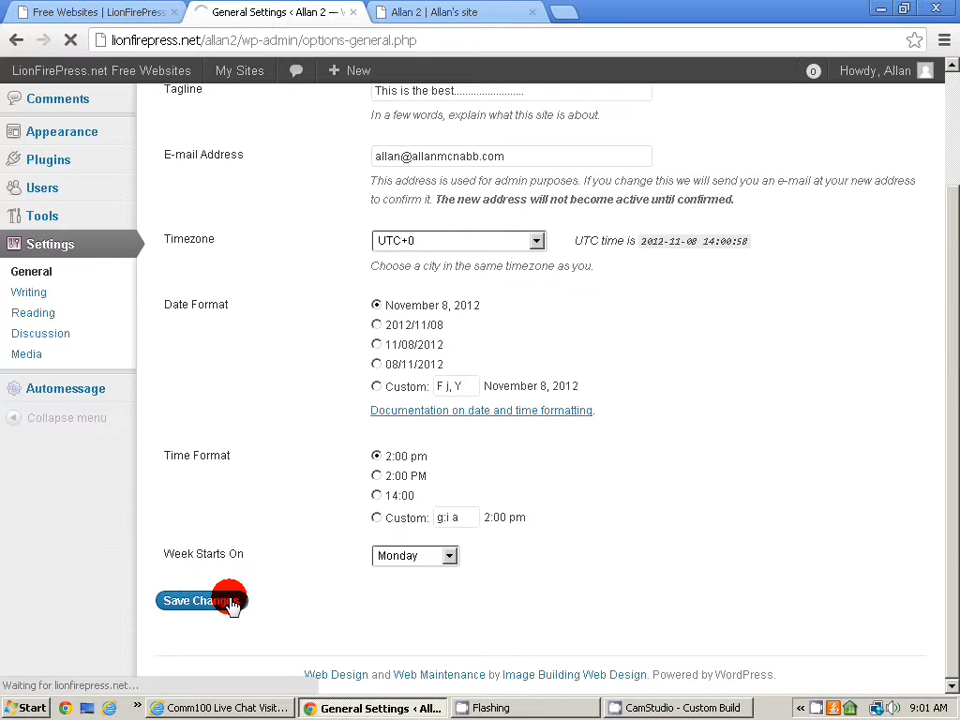 Free Websites | LionFirePress
General Settings ‹ Allan 2 —
Allan 2 | Allan's site
lionfirepress.net/allan2/wp-admin/options-general.php
LionFirePress.net Free Websites
My Sites
New
0
Howdy, Allan
Comments
Appearance
Plugins
Users
Tools
Settings
General
Writing
Reading
Discussion
Media
Automessage
Collapse menu
Tagline
This is the best........................
In a few words, explain what this site is about.
E-mail Address
allan@allanmcnabb.com
This address is used for admin purposes. If you change this we will send you an e-mail at your new address
to confirm it. The new address will not become active until confirmed.
Timezone
UTC+0
UTC time is 2012-11-08 14:00:58
Choose a city in the same timezone as you.
Date Format
November 8, 2012
2012/11/08
11/08/2012
08/11/2012
Custom: F j, Y November 8, 2012
Documentation on date and time formatting.
Time Format
2:00 pm
2:00 PM
14:00
Custom: g:i a 2:00 pm
Week Starts On
Monday
Save Changes
Web Design and Web Maintenance by Image Building Web Design. Powered by WordPress.
Waiting for lionfirepress.net...
Start
Comm100 Live Chat Visit...
General Settings ‹ Al...
Flashing
CamStudio - Custom Build
9:01 AM